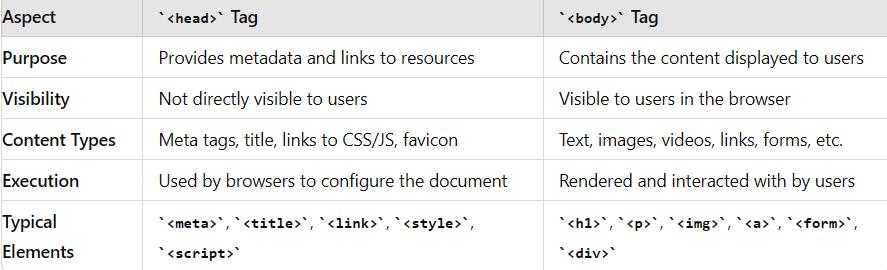 Aspect `<head>` Tag `<body>` Tag
Purpose Provides metadata and links to resources Contains the content displayed to users
Visibility Not directly visible to users Visible to users in the browser
Content Types Meta tags, title, links to CSS/JS, favicon Text, images, videos, links, forms, etc.
Execution Used by browsers to configure the document Rendered and interacted with by users
Typical `<meta>`, `<title>`, `<link>`, `<style>`, `<h1>`, `<p>`, `<img>`, `<a>`, `<form>`,
Elements `<script>` `<div>`